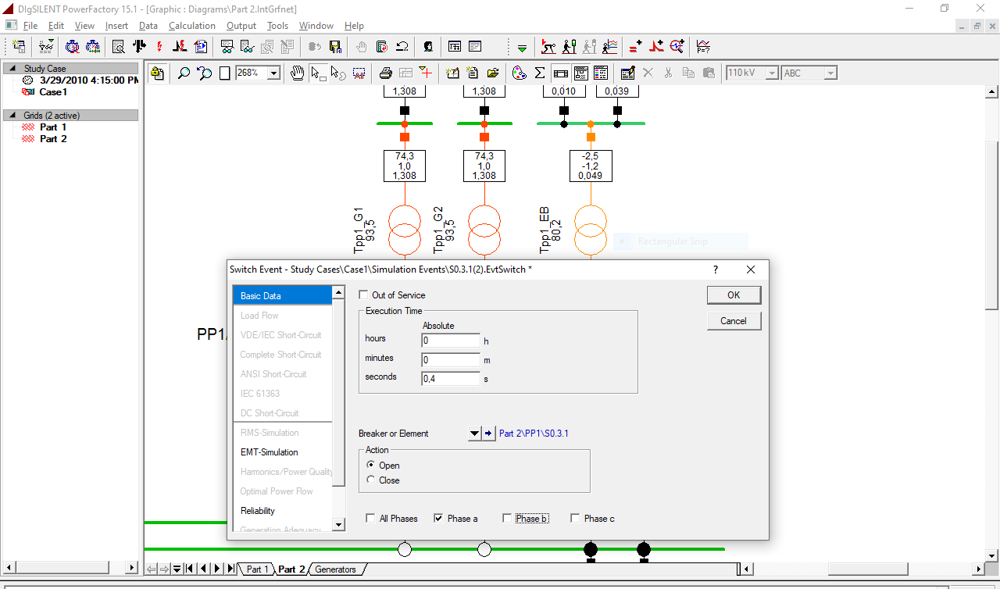 DIgSILENT PowerFactory 15.1 - [Graphic : Diagrams\Part 2.IntGrfnet]
File Edit View Insert Data Calculation Output Tools Window Help
Study Case
3/29/2010 4:15:00 PM
Case1
Grids (2 active)
Part 1
Part 2
268%
110 kV
ABC
1,308
1,308
0,010
0,039
74,3
1,0
1,308
74,3
1,0
1,308
-2,5
-1,2
0,049
Tpp1_G1
93,5
Tpp1_G2
93,5
Tpp1_EB
80,2
Rectangular Snip
Switch Event - Study Cases\Case1\Simulation Events\S0.3.1(2).EvtSwitch *
?
Basic Data
Load Flow
VDE/IEC Short-Circuit
Complete Short-Circuit
ANSI Short-Circuit
IEC 61363
DC Short-Circuit
RMS-Simulation
EMT-Simulation
Harmonics/Power Quality
Optimal Power Flow
Reliability
Generation Adequacy
Out of Service
Execution Time
Absolute
hours 0 h
minutes 0 m
seconds 0,4 s
Breaker or Element Part 2\PP1\S0.3.1
Action
Open
Close
All Phases Phase a Phase b Phase c
OK
Cancel
PP1/
Part 1 Part 2 Generators